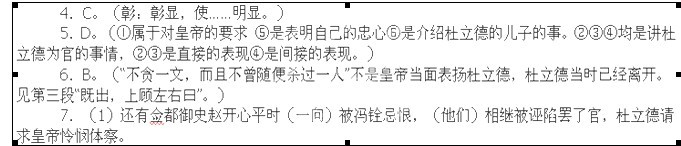 4. C。（彰：彰显，使……明显。）
5. D。（①属于对皇帝的要求 ⑤是表明自己的忠心⑥是介绍杜立德的儿子的事。②③④均是讲杜
立德为官的事情，②③是直接的表现④是间接的表现。）
6. B。（“不贪一文，而且不曾随便杀过一人”不是皇帝当面表扬杜立德，杜立德当时已经离开。
见第三段“既出，上顾左右曰”。）
7. （1）还有佥都御史赵开心平时（一向）被冯铨忌恨，（他们）相继被诬陷罢了官，杜立德请
求皇帝怜悯体察。